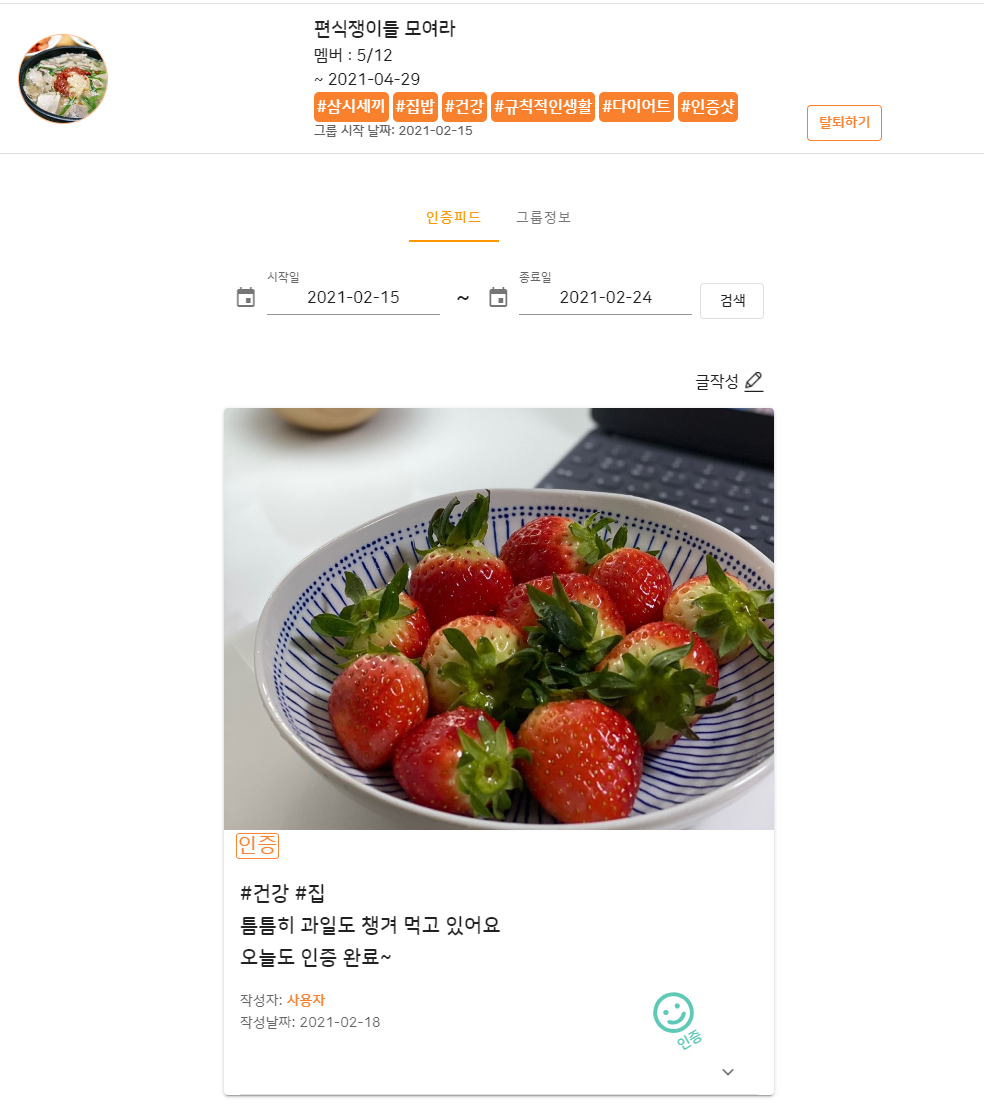 편식쟁이들 모여라
멤버 : 5/12
~ 2021-04-29
#삼시세끼 #집밥 #건강 #규칙적인생활 #다이어트 #인증샷
그룹 시작 날짜: 2021-02-15
탈퇴하기
인증피드 그룹정보
시작일 종료일
2021-02-15 ~ 2021-02-24 검색
글작성
인증
#건강 #집
틈틈히 과일도 챙겨 먹고 있어요
오늘도 인증 완료~
작성자: 사용자
작성날짜: 2021-02-18
인증